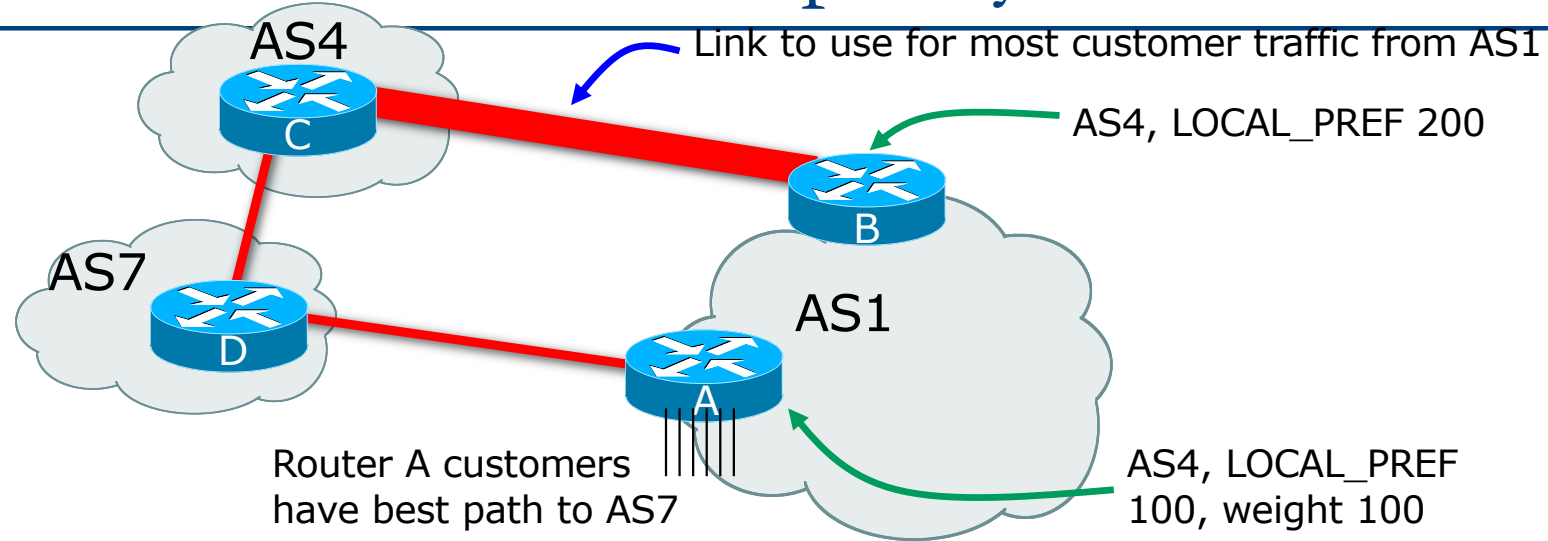 AS4
Link to use for most customer traffic from AS1
C
AS4, LOCAL_PREF 200
B
AS7
AS1
D
A
Router A customers
have best path to AS7
AS4, LOCAL_PREF
100, weight 100